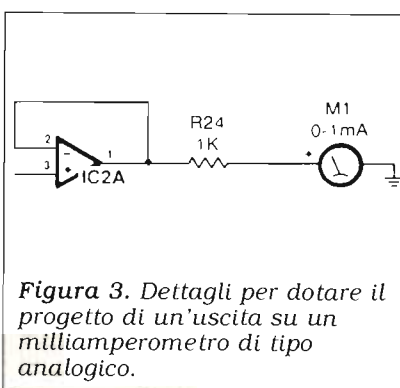 R24
1K
M1
0-1mA
2
-
3
+
1
IC2A
+
Figura 3. Dettagli per dotare il
progetto di un'uscita su un
milliamperometro di tipo
analogico.